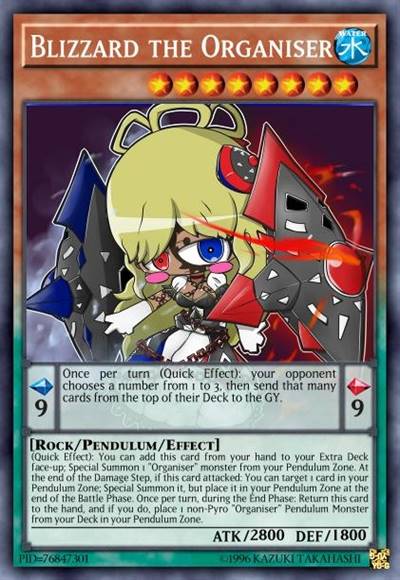 BLIZZARD THE ORGANISER
WATER
水
Once per turn (Quick Effect): your opponent
chooses a number from 1 to 3, then send that many
cards from the top of their Deck to the GY.
9
9
[ROCK/PENDULUM/EFFECT]
(Quick Effect): You can add this card from your hand to your Extra Deck
face-up; Special Summon 1 "Organiser" monster from your Pendulum Zone. At
the end of the Damage Step, if this card attacked: You can target 1 card in your
Pendulum Zone; Special Summon it, but place it in your Pendulum Zone at the
end of the Battle Phase. Once per turn, during the End Phase: Return this card
to the hand, and if you do, place 1 non-Pyro "Organiser" Pendulum Monster
from your Deck in your Pendulum Zone.
ATK/2800 DEF/1800
PID=76847301
©1996 KAZUKI TAKAHASHI